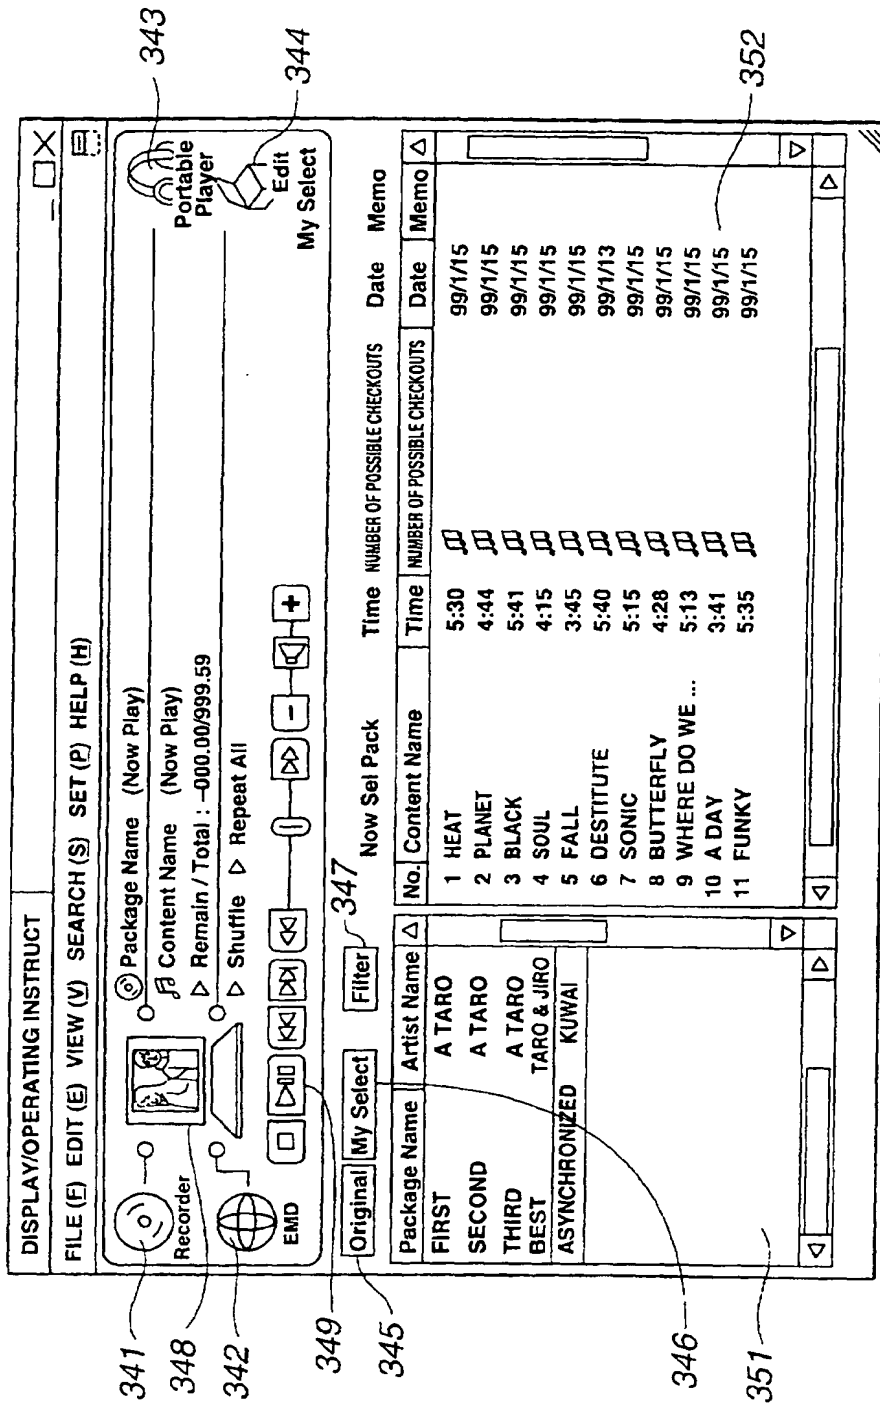 DISPLAY/OPERATING INSTRUCT
FILE (F) EDIT (E) VIEW (V) SEARCH (S) SET (P) HELP (H)
Recorder
EMD
Package Name (Now Play)
Content Name (Now Play)
Remain / Total : –000.00/999.59
Shuffle Repeat All
Portable
Player
Edit
My Select
Original My Select Filter
Now Sel Pack Time NUMBER OF POSSIBLE CHECKOUTS Date Memo
Package Name Artist Name
FIRST A TARO
SECOND A TARO
THIRD A TARO
BEST TARO & JIRO
ASYNCHRONIZED KUWAI
No. Content Name Time NUMBER OF POSSIBLE CHECKOUTS Date Memo
1 HEAT 5:30 99/1/15
2 PLANET 4:44 99/1/15
3 BLACK 5:41 99/1/15
4 SOUL 4:15 99/1/15
5 FALL 3:45 99/1/15
6 DESTITUTE 5:40 99/1/13
7 SONIC 5:15 99/1/15
8 BUTTERFLY 4:28 99/1/15
9 WHERE DO WE ... 5:13 99/1/15
10 A DAY 3:41 99/1/15
11 FUNKY 5:35 99/1/15
341
348
342
349
345
346
351
347
343
344
352